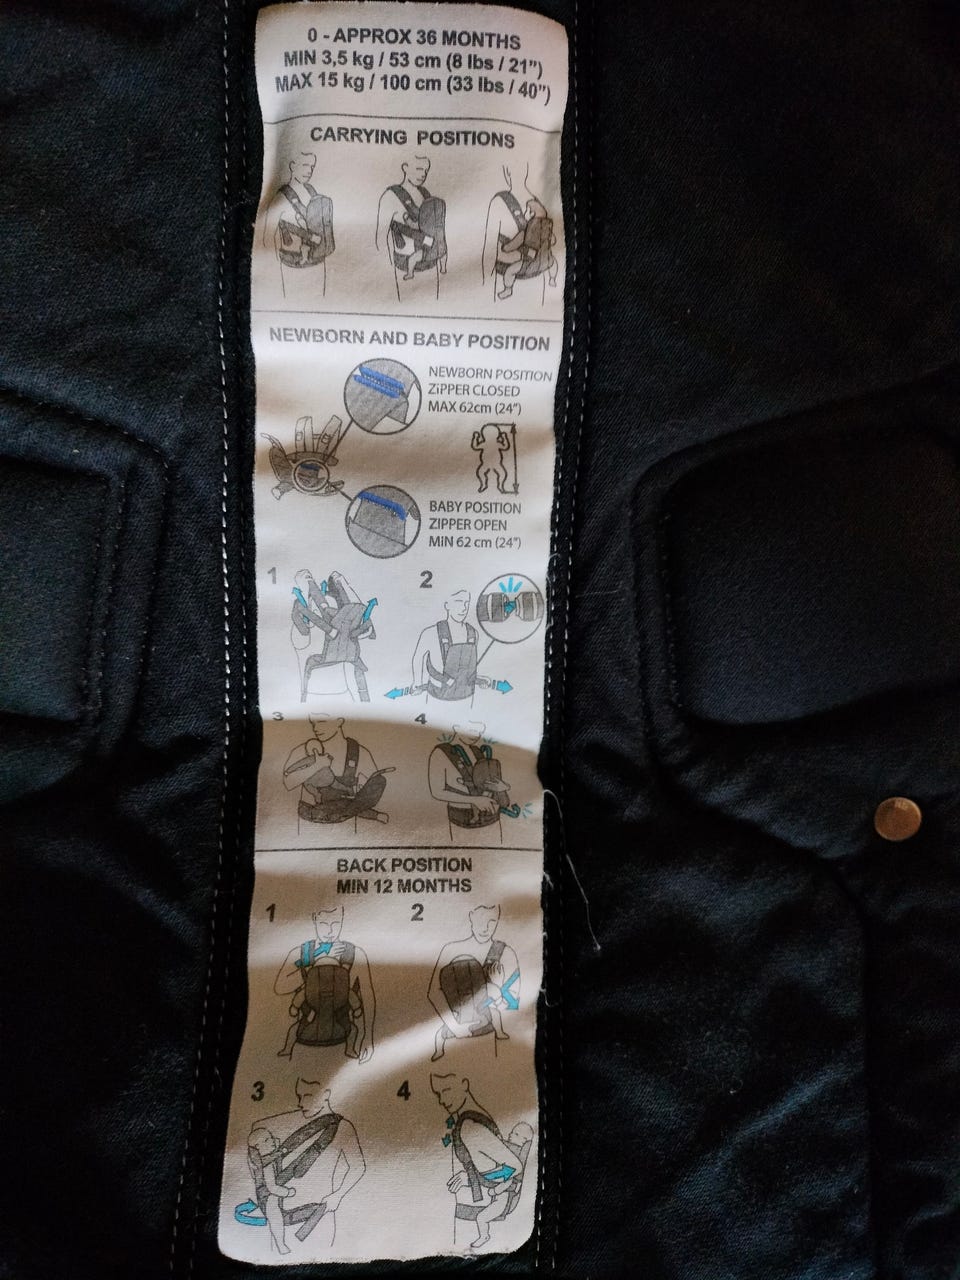 0 - APPROX 36 MONTHS
MIN 3,5 kg / 53 cm (8 lbs / 21”)
MAX 15 kg / 100 cm (33 lbs / 40”)
CARRYING POSITIONS
NEWBORN AND BABY POSITION
NEWBORN POSITION
ZiPPER CLOSED
MAX 62cm (24”)
BABY POSITION
ZIPPER OPEN
MiN 62 cm (24”)
1
2
3
4
BACK POSITION
MIN 12 MONTHS
1
2
3
4